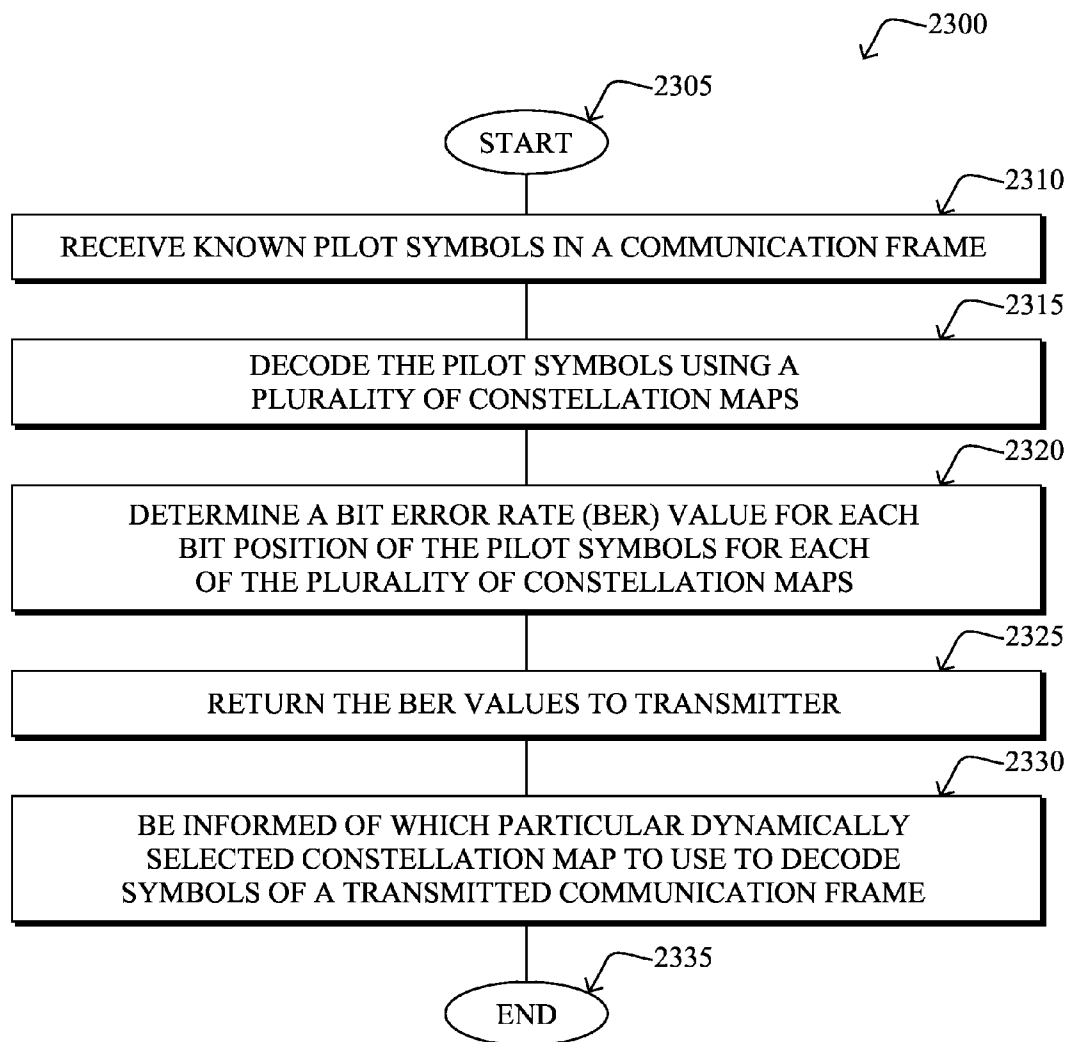 2300
2305
START
2310
RECEIVE KNOWN PILOT SYMBOLS IN A COMMUNICATION FRAME
2315
DECODE THE PILOT SYMBOLS USING A
PLURALITY OF CONSTELLATION MAPS
2320
DETERMINE A BIT ERROR RATE (BER) VALUE FOR EACH
BIT POSITION OF THE PILOT SYMBOLS FOR EACH
OF THE PLURALITY OF CONSTELLATION MAPS
2325
RETURN THE BER VALUES TO TRANSMITTER
2330
BE INFORMED OF WHICH PARTICULAR DYNAMICALLY
SELECTED CONSTELLATION MAP TO USE TO DECODE
SYMBOLS OF A TRANSMITTED COMMUNICATION FRAME
2335
END